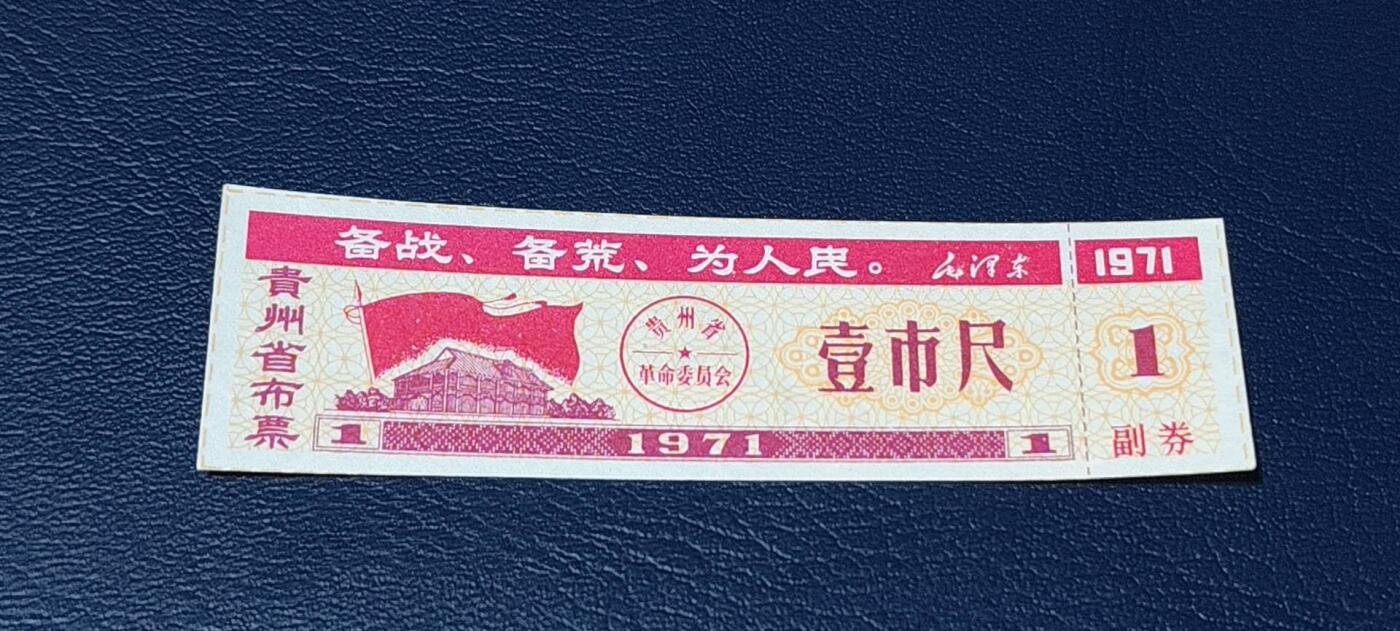 备战、备荒、为人民。 毛泽东
1971
貴州省布票
贵州省
革命委员会
壹市尺
1
1
1971
1
副券